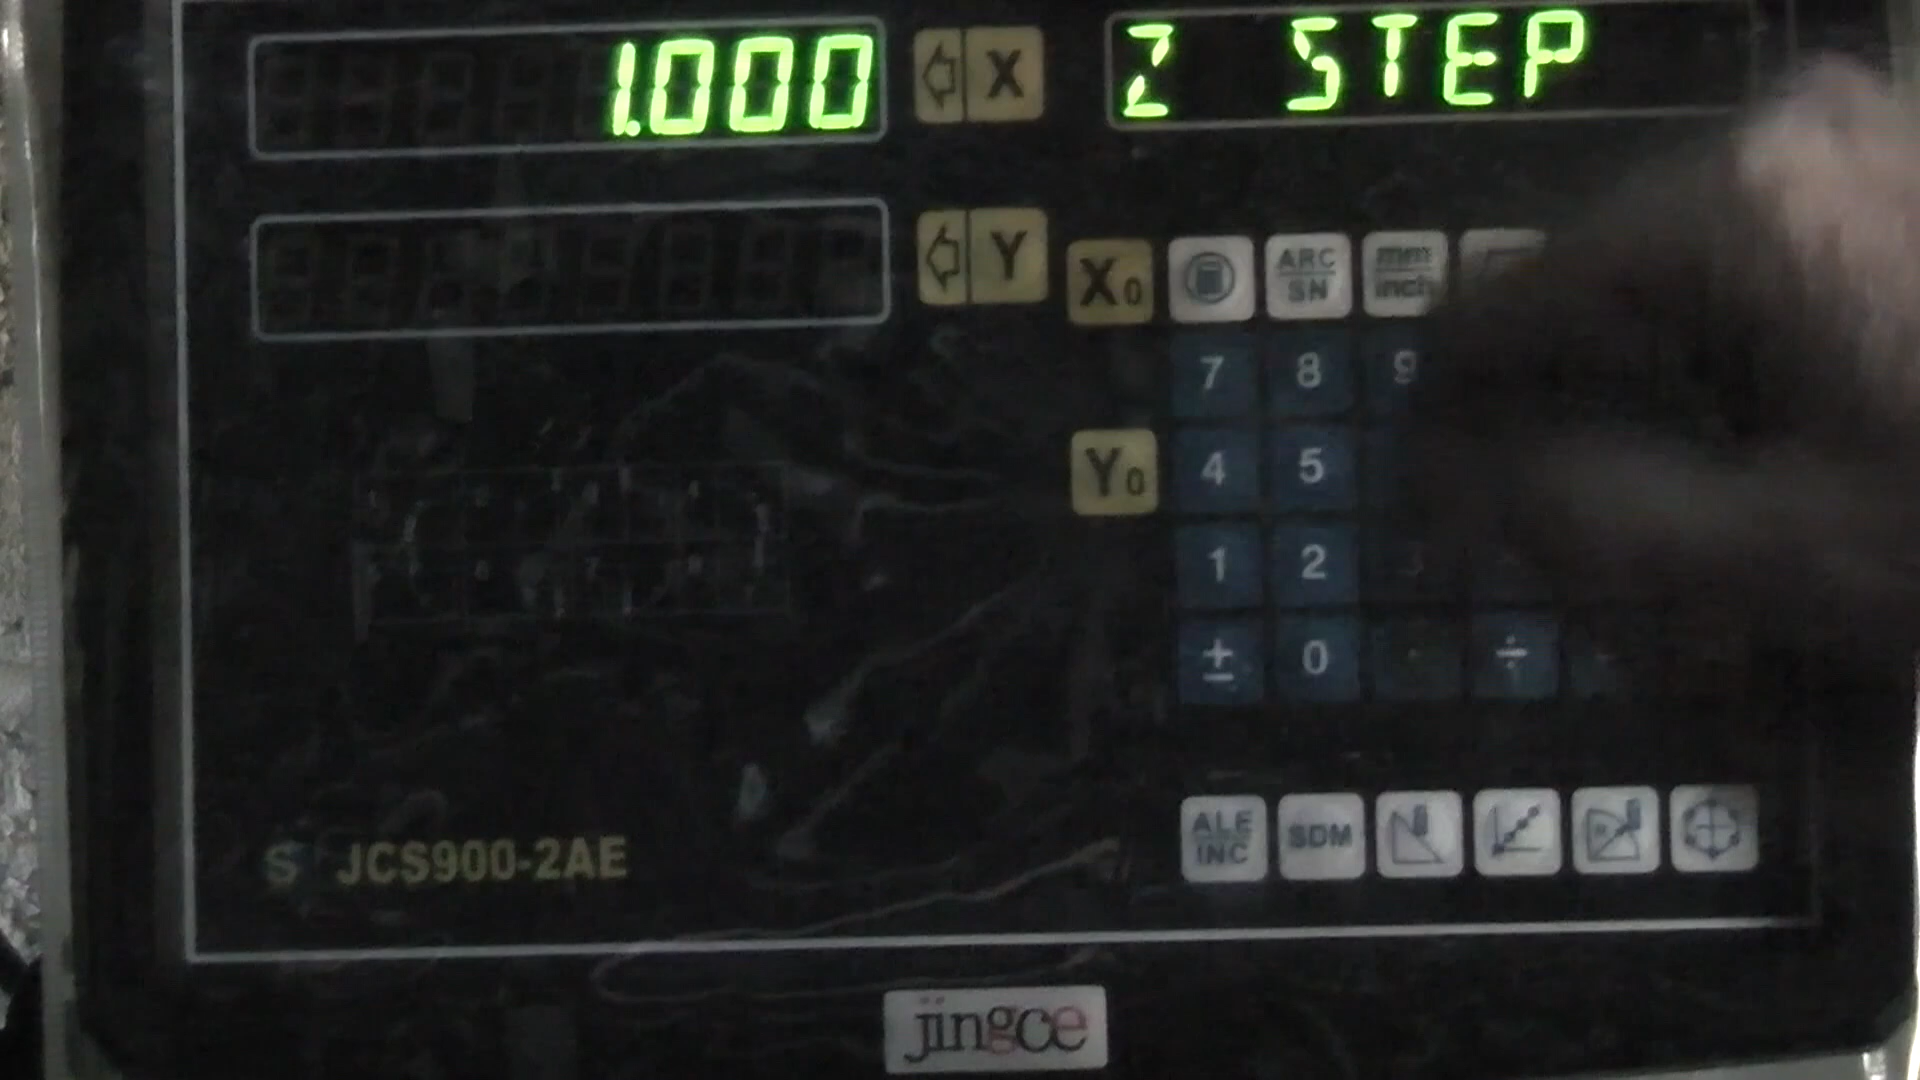 1.000 X Z STEP
Y X0 ARC SN mm inch
7 8 9
Y0 4 5
1 2
± 0 ÷
S JCS900-2AE ALE INC SDM
jingce